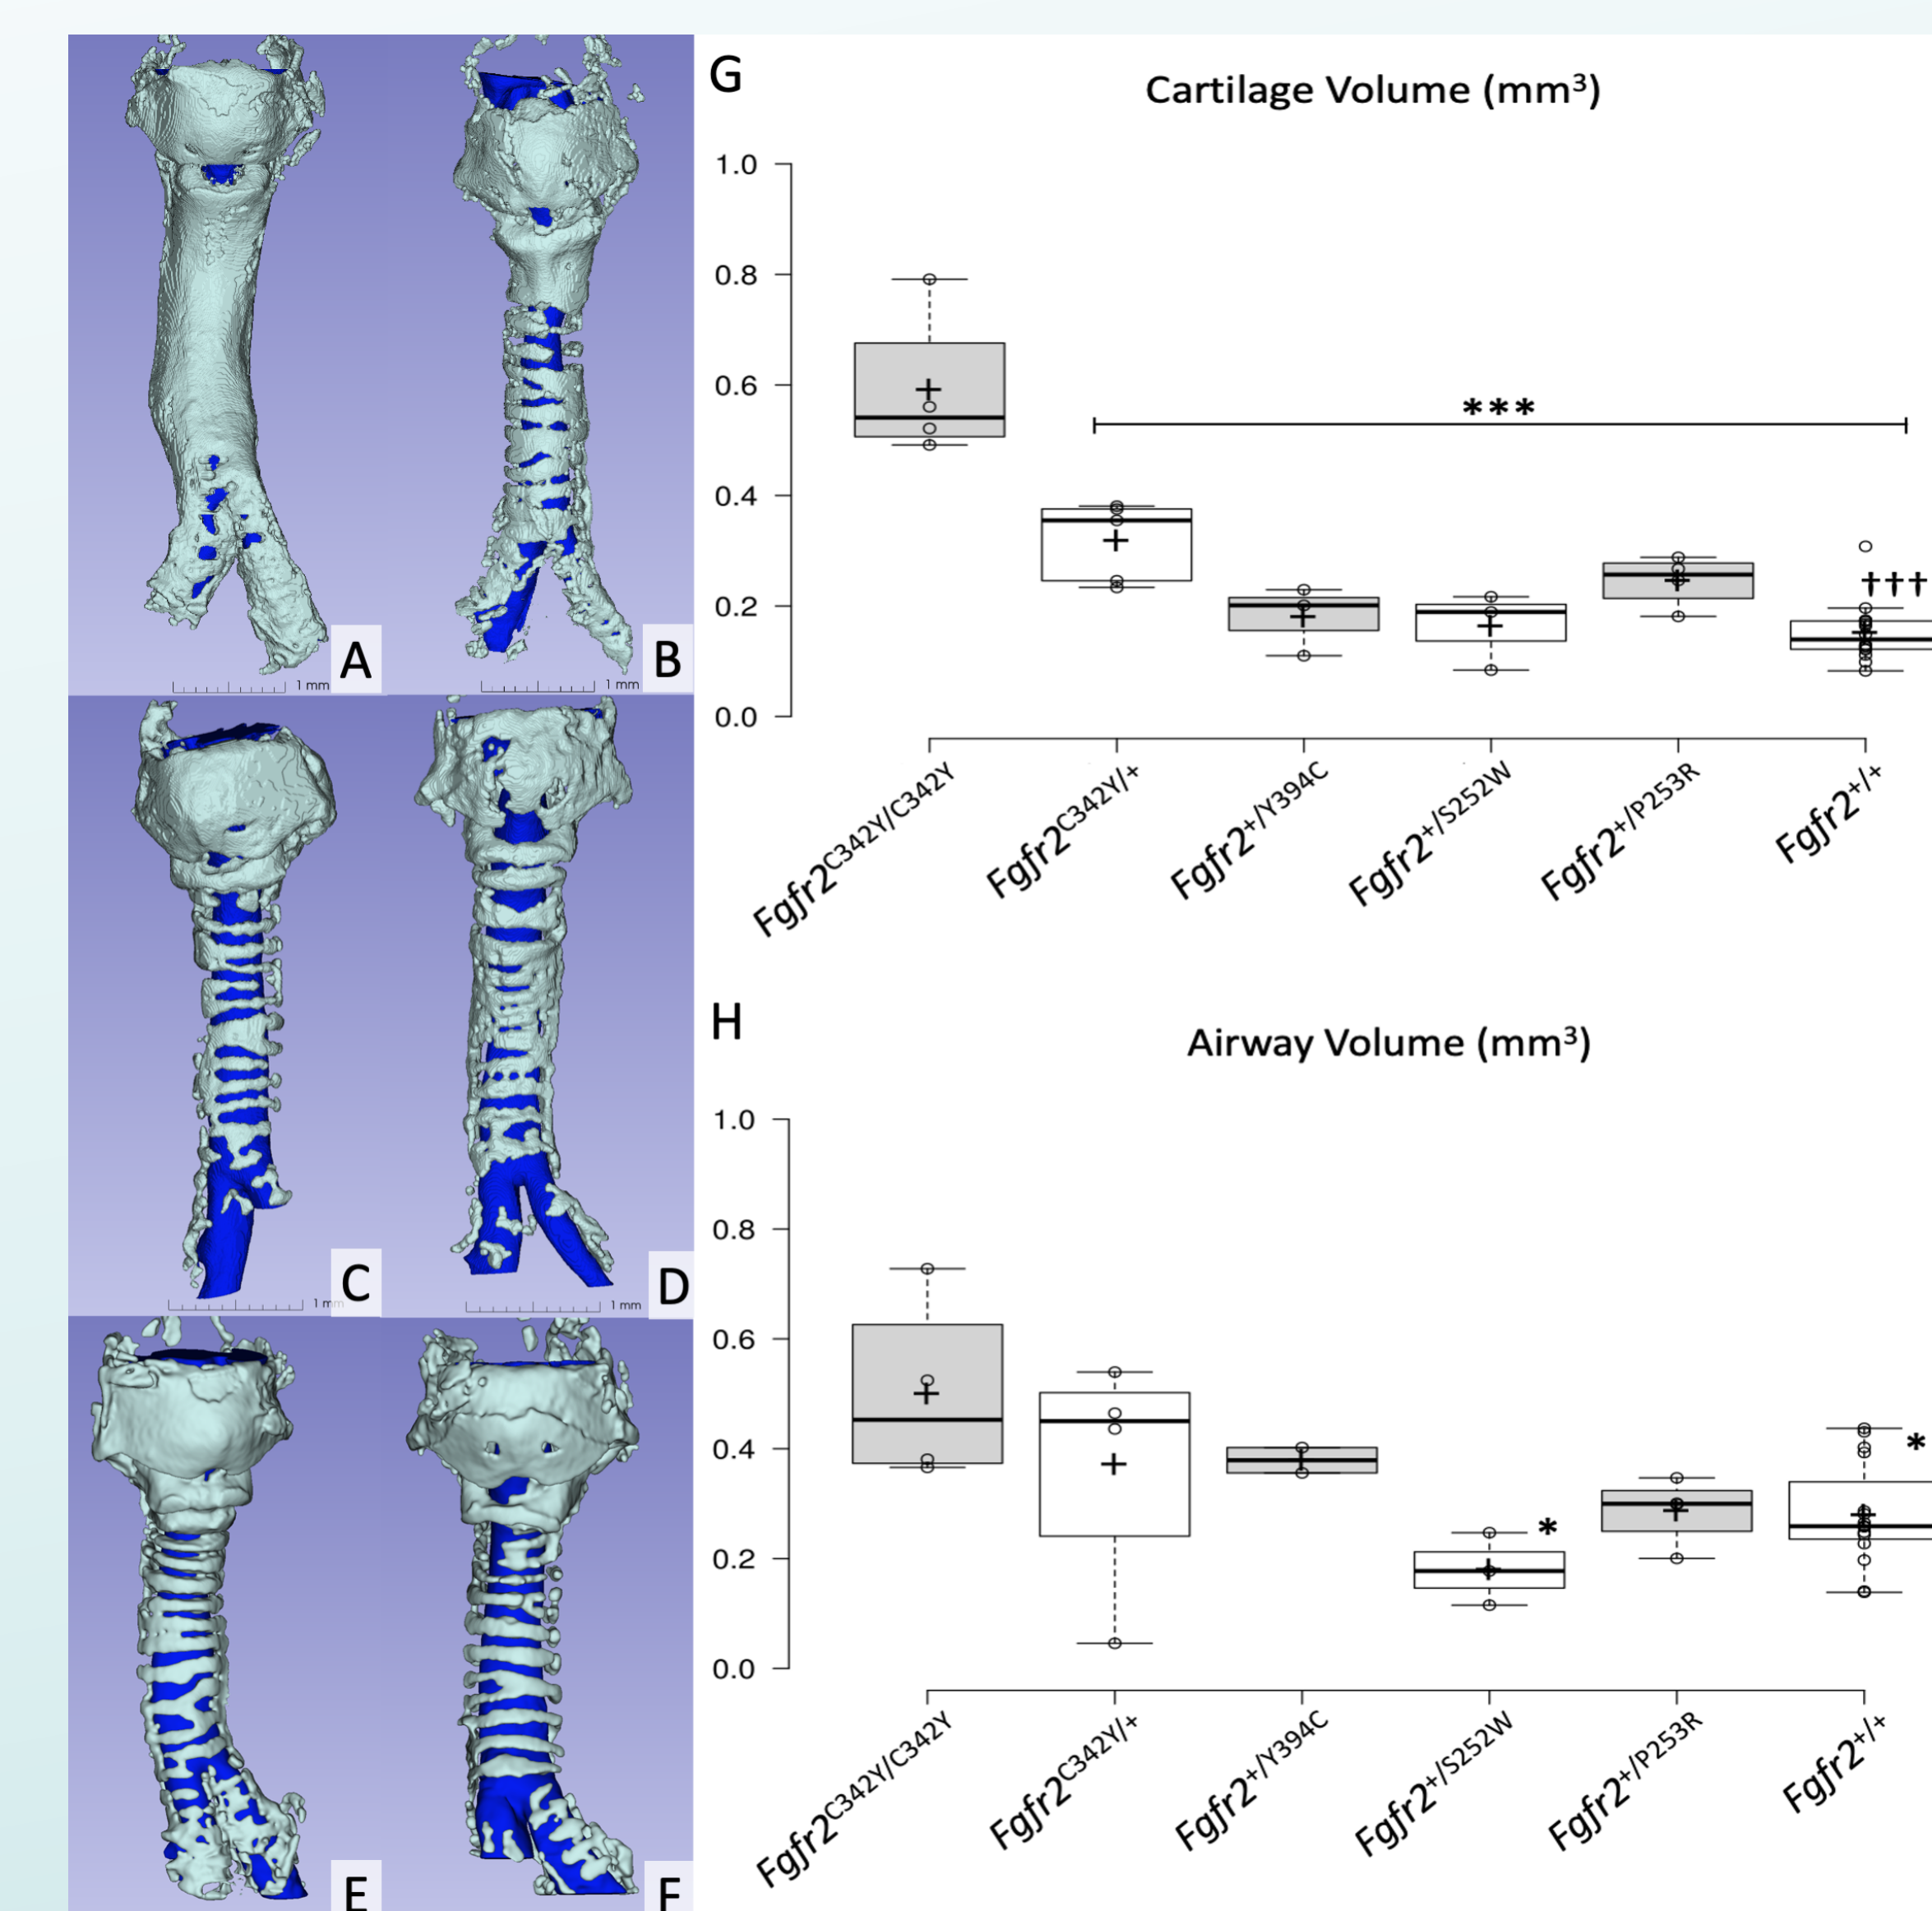 A
1 mm
B
1 mm
C
1 mm
D
1 mm
E
F
G
Cartilage Volume (mm³)
1.0
0.8
0.6
0.4
0.2
0.0
***
†††
Fgfr2C342Y/C342Y
Fgfr2C342Y/+
Fgfr2+/Y394C
Fgfr2+/S252W
Fgfr2+/P253R
Fgfr2+/+
H
Airway Volume (mm³)
1.0
0.8
0.6
0.4
0.2
0.0
*
*
Fgfr2C342Y/C342Y
Fgfr2C342Y/+
Fgfr2+/Y394C
Fgfr2+/S252W
Fgfr2+/P253R
Fgfr2+/+